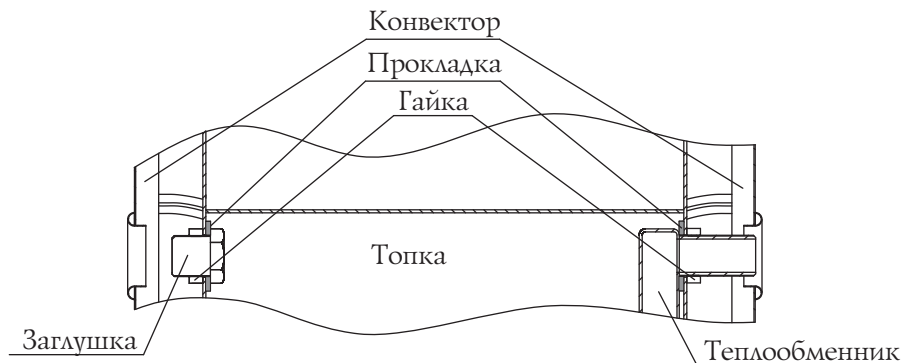 Конвектор
Прокладка
Гайка
Топка
Заглушка
Теплообменник